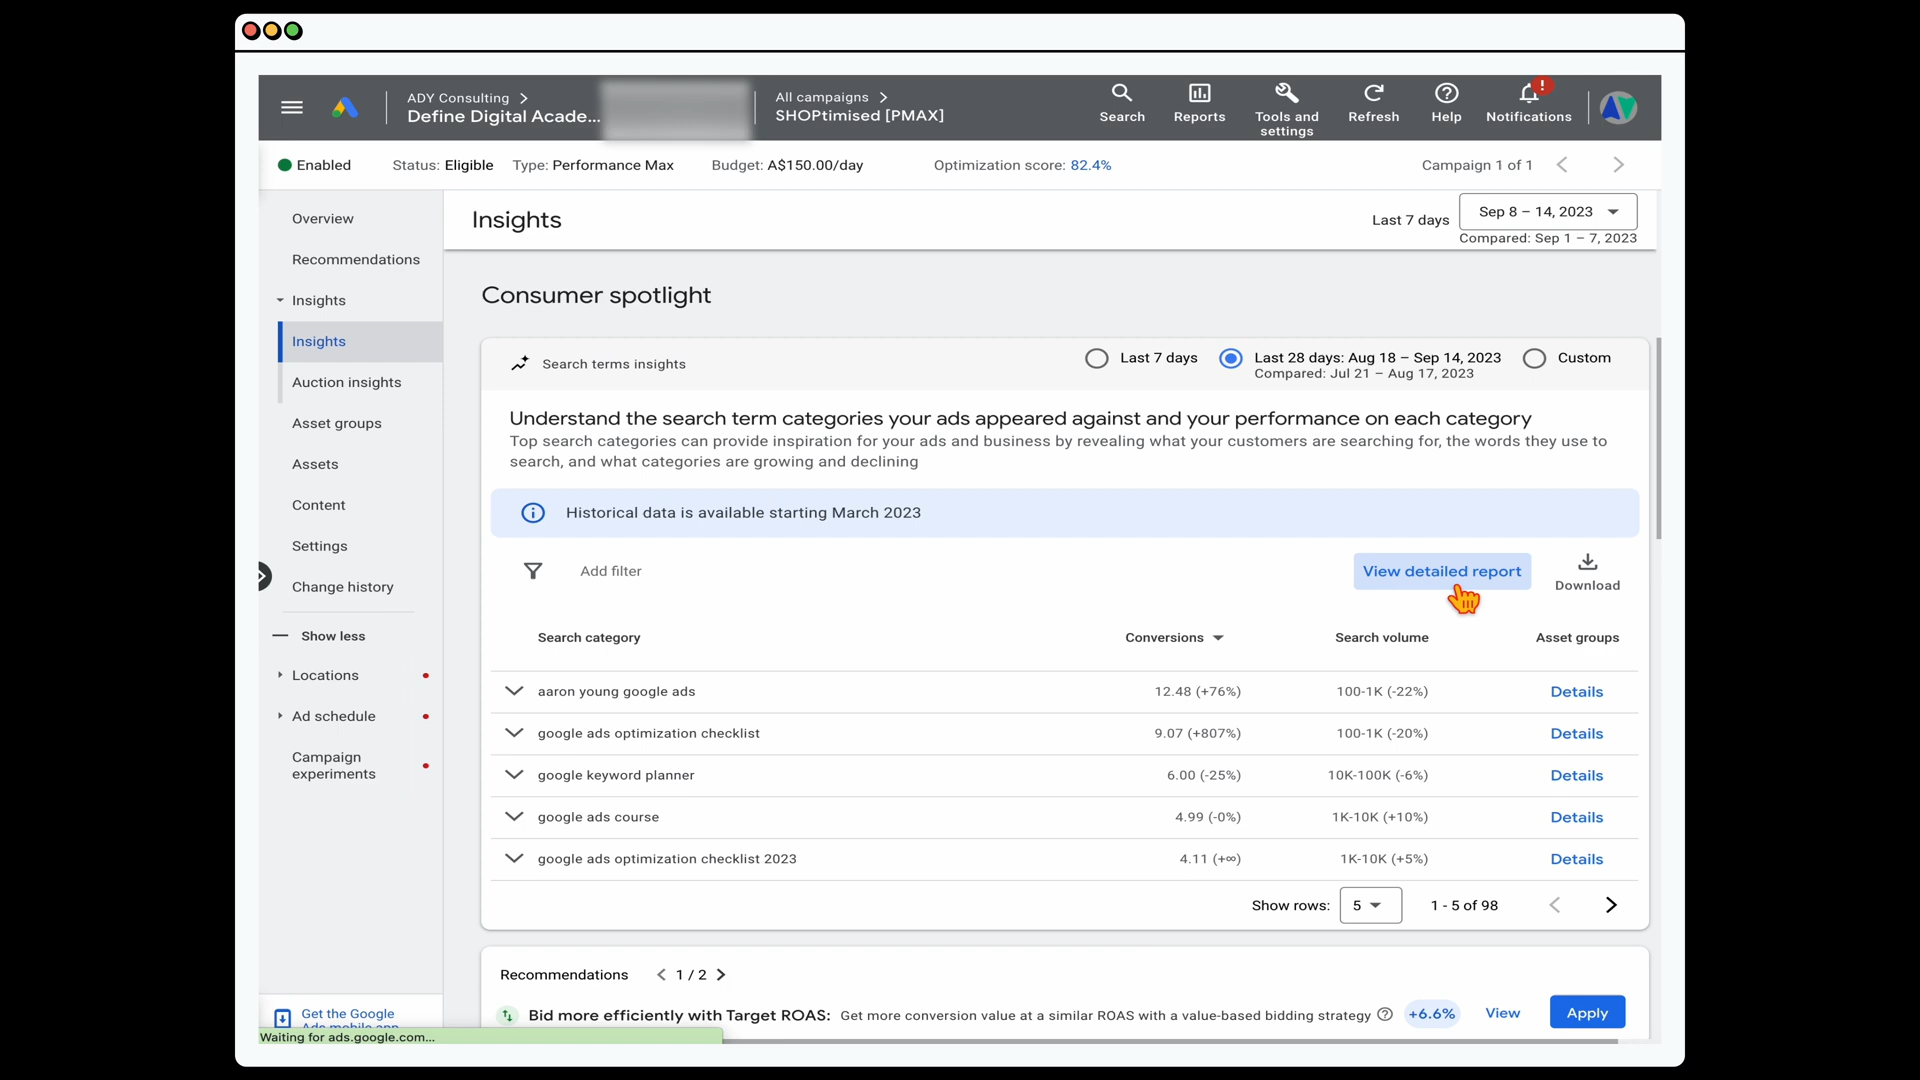 ADY Consulting
Define Digital Acade...
All campaigns
SHOPtimised [PMAX]
Search
Reports
Tools and
settings
Refresh
Help
!
Notifications
Enabled
Status: Eligible
Type: Performance Max
Budget: A$150.00/day
Optimization score: 82.4%
Campaign 1 of 1
Overview
Recommendations
Insights
Insights
Auction insights
Asset groups
Assets
Content
Settings
Change history
Show less
Locations
Ad schedule
Campaign
experiments
Get the Google
Ads mobile app
Waiting for ads.google.com...
Insights
Last 7 days
Sep 8 – 14, 2023
Compared: Sep 1 – 7, 2023
Consumer spotlight
Search terms insights
Last 7 days
Last 28 days: Aug 18 – Sep 14, 2023
Compared: Jul 21 – Aug 17, 2023
Custom
Understand the search term categories your ads appeared against and your performance on each category
Top search categories can provide inspiration for your ads and business by revealing what your customers are searching for, the words they use to
search, and what categories are growing and declining
Historical data is available starting March 2023
Add filter
View detailed report
Download
Search category Conversions Search volume Asset groups
aaron young google ads 12.48 (+76%) 100-1K (-22%) Details
google ads optimization checklist 9.07 (+807%) 100-1K (-20%) Details
google keyword planner 6.00 (-25%) 10K-100K (-6%) Details
google ads course 4.99 (-0%) 1K-10K (+10%) Details
google ads optimization checklist 2023 4.11 (+∞) 1K-10K (+5%) Details
Show rows: 5 1 - 5 of 98
Recommendations 1 / 2
Bid more efficiently with Target ROAS: Get more conversion value at a similar ROAS with a value-based bidding strategy +6.6% View Apply